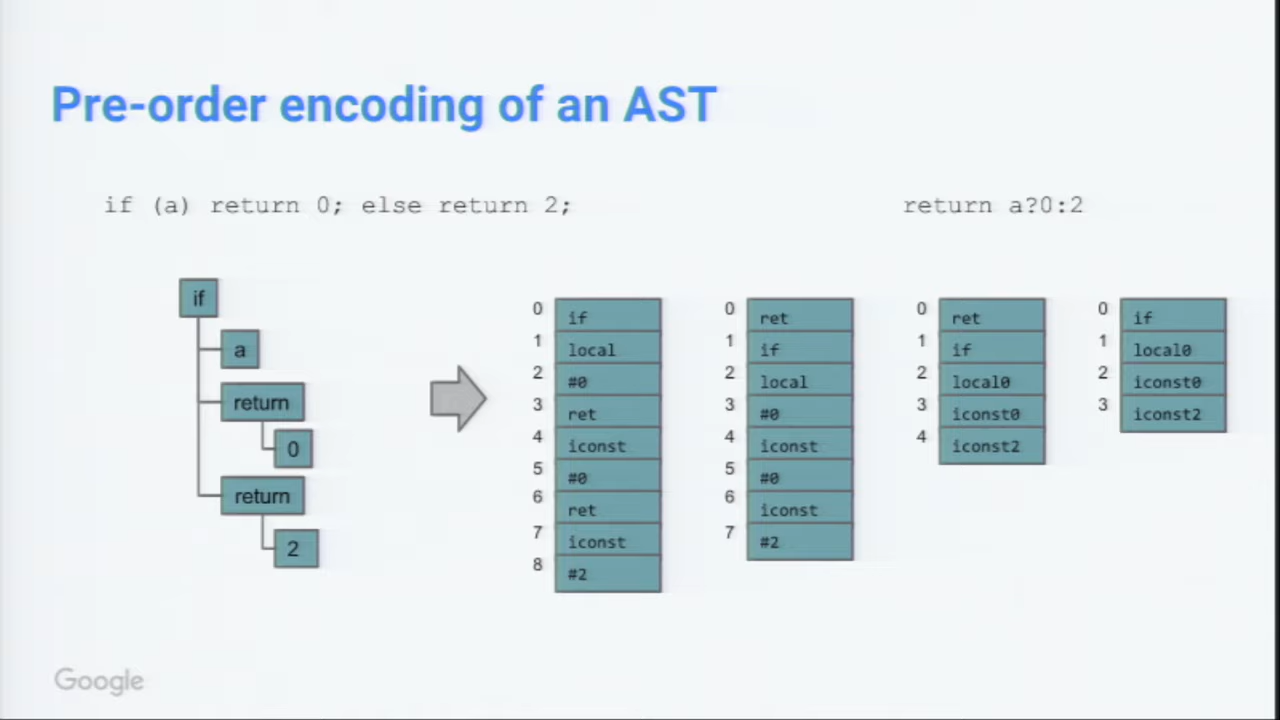 Pre-order encoding of an AST
if (a) return 0; else return 2;
return a?0:2
if
a
return
0
return
2
0 if
1 local
2 #0
3 ret
4 iconst
5 #0
6 ret
7 iconst
8 #2
0 ret
1 if
2 local
3 #0
4 iconst
5 #0
6 iconst
7 #2
0 ret
1 if
2 local0
3 iconst0
4 iconst2
0 if
1 local0
2 iconst0
3 iconst2
Google